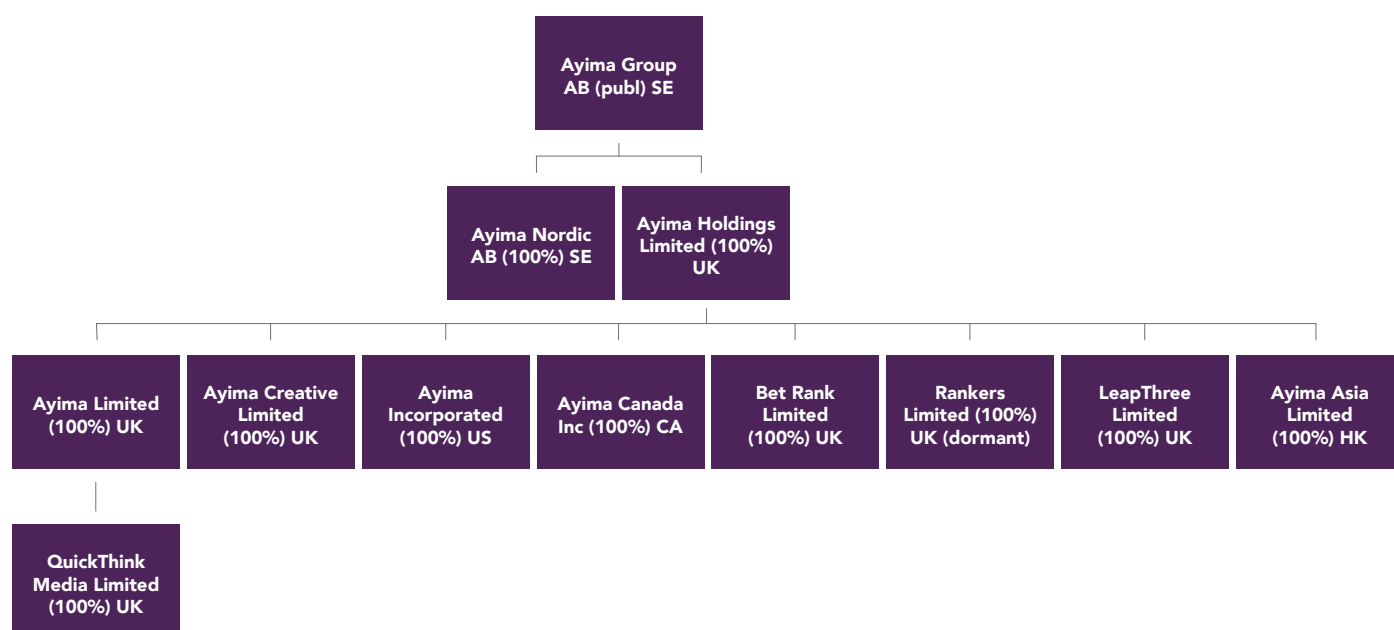 Ayima Group
AB (publ) SE
Ayima Nordic
AB (100%) SE
Ayima Holdings
Limited (100%)
UK
Ayima Limited
(100%) UK
Ayima Creative
Limited
(100%) UK
Ayima
Incorporated
(100%) US
Ayima Canada
Inc (100%) CA
Bet Rank
Limited
(100%) UK
Rankers
Limited (100%)
UK (dormant)
LeapThree
Limited
(100%) UK
Ayima Asia
Limited
(100%) HK
QuickThink
Media Limited
(100%) UK